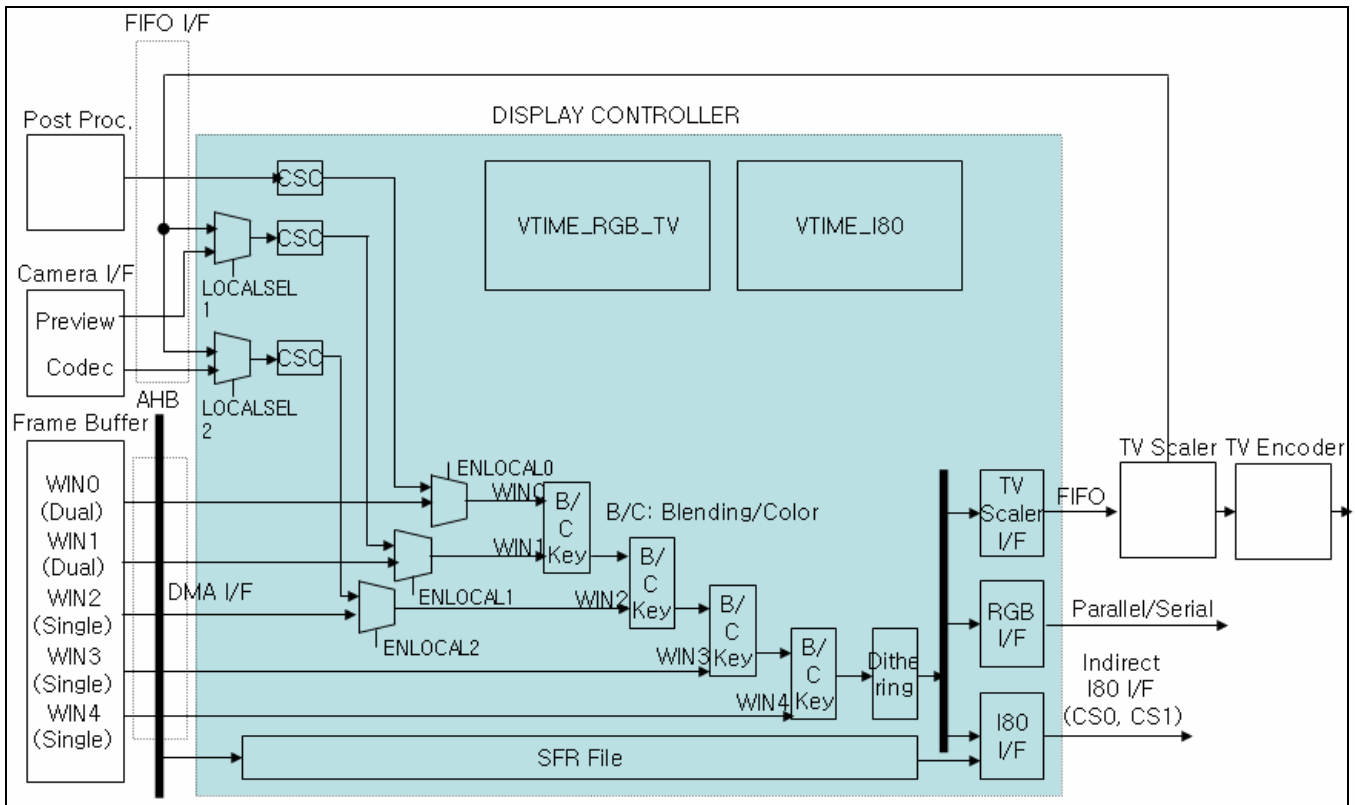 FIFO I/F
Post Proc.
DISPLAY CONTROLLER
CSC
VTIME_RGB_TV
VTIME_I80
CSC
LOCALSEL
1
Camera I/F
Preview
Codec
CSC
LOCALSEL
2
AHB
Frame Buffer
WIN0
(Dual)
WIN1
(Dual)
WIN2
(Single)
WIN3
(Single)
WIN4
(Single)
DMA I/F
ENLOCAL0
WIN0
B/
C
Key
B/C: Blending/Color
ENLOCAL1
WIN1
B/
C
Key
ENLOCAL2
WIN2
B/
C
Key
WIN3
B/
C
Key
WIN4
Dithe
ring
SFR File
TV
Scaler
I/F
FIFO
TV Scaler
TV Encoder
RGB
I/F
Parallel/Serial
I80
I/F
Indirect
I80 I/F
(CS0, CS1)